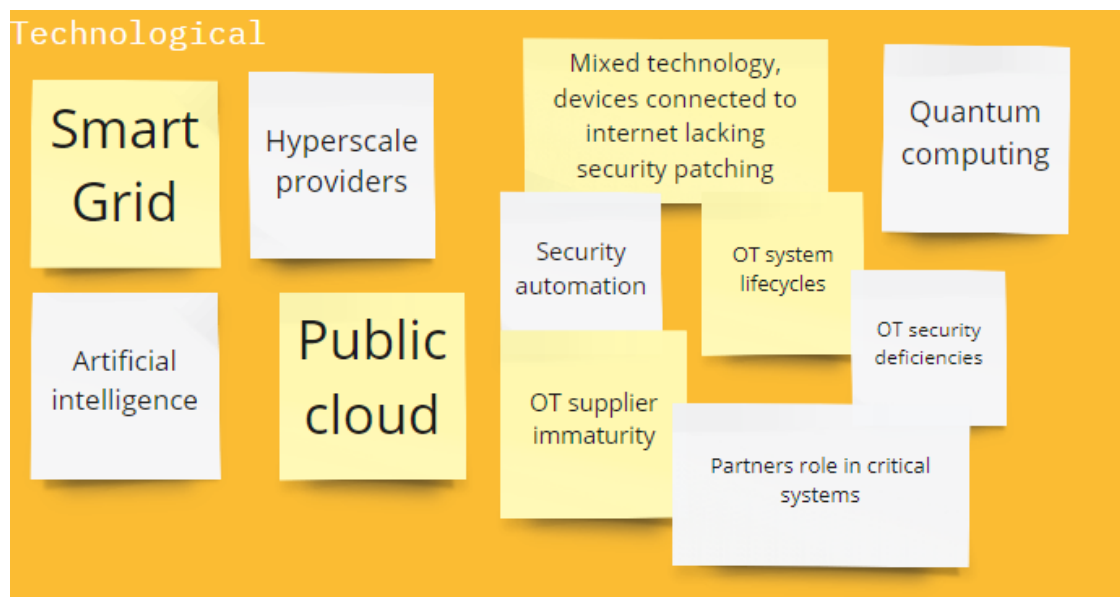 Technological
Smart
Grid
Hyperscale
providers
Mixed technology,
devices connected to
internet lacking
security patching
Quantum
computing
Security
automation
OT system
lifecycles
OT security
deficiencies
Artificial
intelligence
Public
cloud
OT supplier
immaturity
Partners role in critical
systems